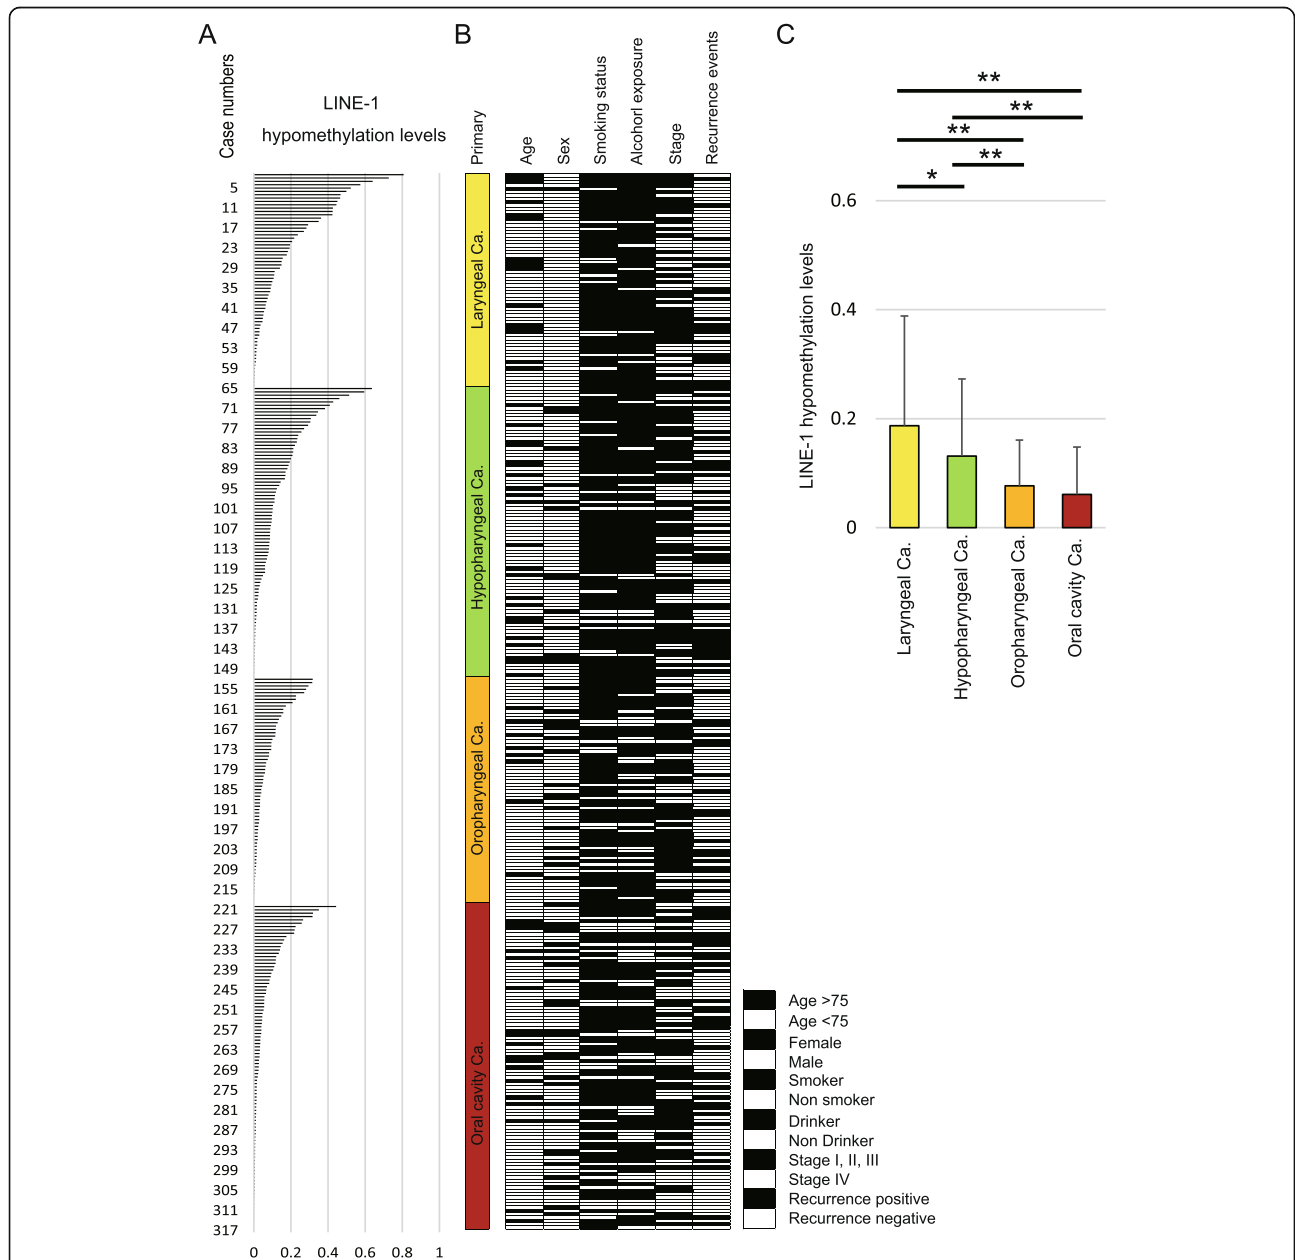 A
B
C
Case numbers
LINE-1
hypomethylation levels
Primary
Age
Sex
Smoking status
Alcohorl exposure
Stage
Recurrence events
5
11
17
23
29
35
41
47
53
59
65
71
77
83
89
95
101
107
113
119
125
131
137
143
149
155
161
167
173
179
185
191
197
203
209
215
221
227
233
239
245
251
257
263
269
275
281
287
293
299
305
311
317
0 0.2 0.4 0.6 0.8 1
Laryngeal Ca.
Hypopharyngeal Ca.
Oropharyngeal Ca.
Oral cavity Ca.
**
**
**
**
*
LINE-1 hypomethylation levels
0.6
0.4
0.2
0
Laryngeal Ca.
Hypopharyngeal Ca.
Oropharyngeal Ca.
Oral cavity Ca.
Age >75
Age <75
Female
Male
Smoker
Non smoker
Drinker
Non Drinker
Stage I, II, III
Stage IV
Recurrence positive
Recurrence negative